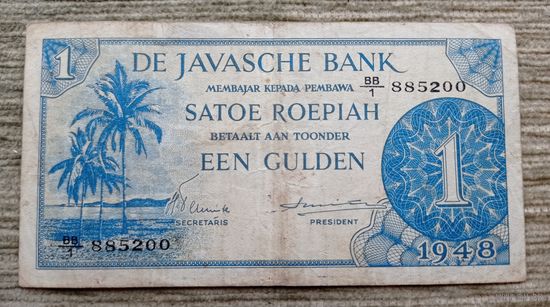 1
DE JAVASCHE BANK
MEMBAJAR KEPADA PEMBAWA BB/1 885200
SATOE ROEPIAH
BETAALT AAN TOONDER
EEN GULDEN
1
SECRETARIS PRESIDENT
BB/1 885200
1948